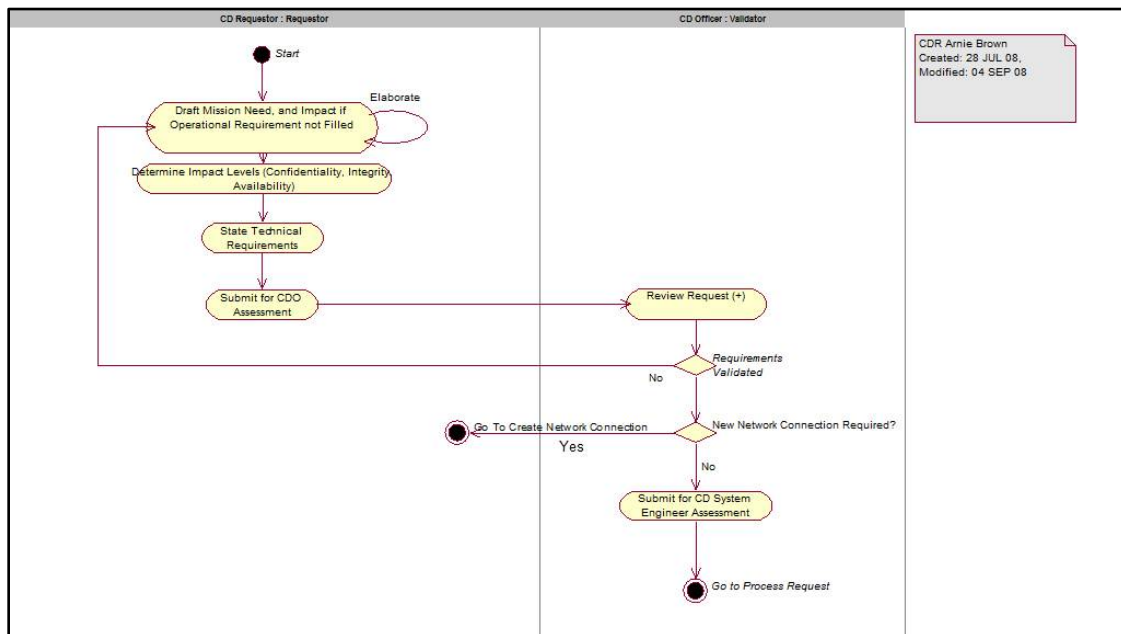 CD Requestor : Requestor
CD Officer : Validator
Start
CDR Arnie Brown
Created: 28 JUL 08,
Modified: 04 SEP 08
Elaborate
Draft Mission Need, and Impact if
Operational Requirement not Filled
Determine Impact Levels (Confidentiality, Integrity,
Availability)
State Technical
Requirements
Submit for CDO
Assessment
Review Request (+)
Requirements
Validated
No
Go To Create Network Connection
New Network Connection Required?
Yes
No
Submit for CD System
Engineer Assessment
Go to Process Request